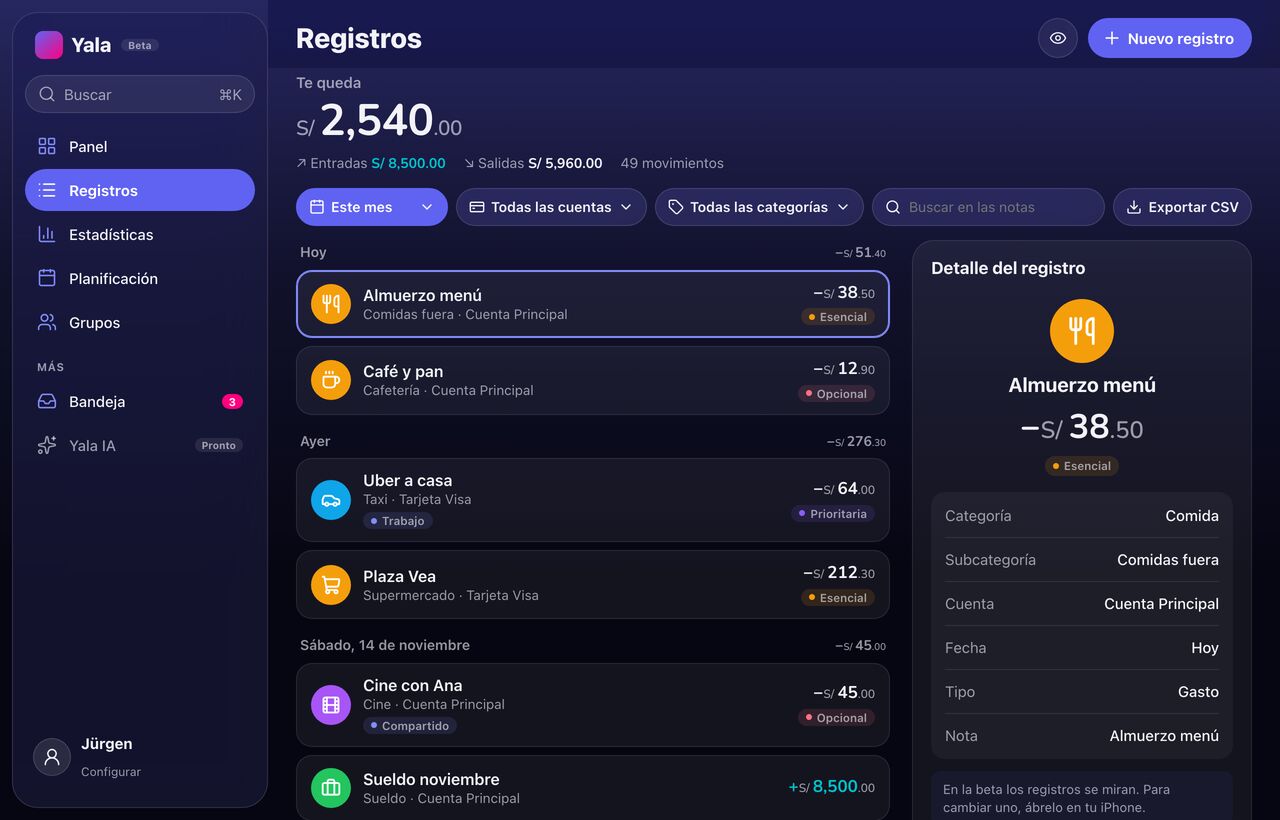 Yala Beta
Buscar ⌘K
Panel
Registros
Estadísticas
Planificación
Grupos
MÁS
Bandeja 3
Yala IA Pronto
Jürgen
Configurar
Registros
Nuevo registro
Te queda
S/ 2,540.00
Entradas S/ 8,500.00 Salidas S/ 5,960.00 49 movimientos
Este mes Todas las cuentas Todas las categorías Buscar en las notas Exportar CSV
Hoy −S/ 51.40
Almuerzo menú −S/ 38.50
Comidas fuera · Cuenta Principal Esencial
Café y pan −S/ 12.90
Cafetería · Cuenta Principal Opcional
Ayer −S/ 276.30
Uber a casa −S/ 64.00
Taxi · Tarjeta Visa Prioritaria
Trabajo
Plaza Vea −S/ 212.30
Supermercado · Tarjeta Visa Esencial
Sábado, 14 de noviembre −S/ 45.00
Cine con Ana −S/ 45.00
Cine · Cuenta Principal Opcional
Compartido
Sueldo noviembre +S/ 8,500.00
Sueldo · Cuenta Principal
Detalle del registro
Almuerzo menú
−S/ 38.50
Esencial
Categoría Comida
Subcategoría Comidas fuera
Cuenta Cuenta Principal
Fecha Hoy
Tipo Gasto
Nota Almuerzo menú
En la beta los registros se miran. Para
cambiar uno, ábrelo en tu iPhone.